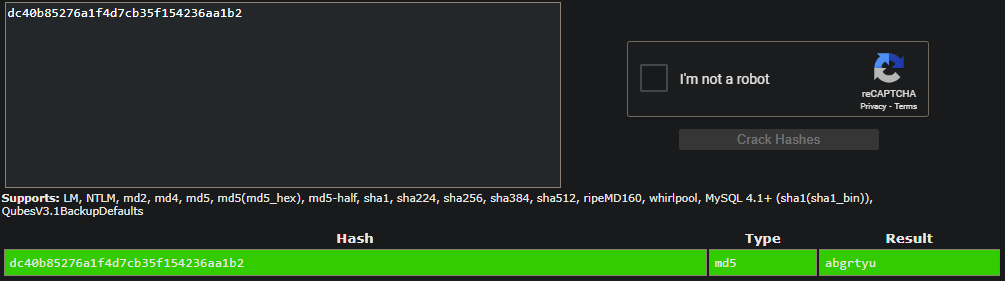 dc40b85276a1f4d7cb35f154236aa1b2
I'm not a robot
reCAPTCHA
Privacy - Terms
Crack Hashes
Supports: LM, NTLM, md2, md4, md5, md5(md5_hex), md5-half, sha1, sha224, sha256, sha384, sha512, ripeMD160, whirlpool, MySQL 4.1+ (sha1(sha1_bin)),
QubesV3.1BackupDefaults
Hash Type Result
dc40b85276a1f4d7cb35f154236aa1b2 md5 abgrtyu